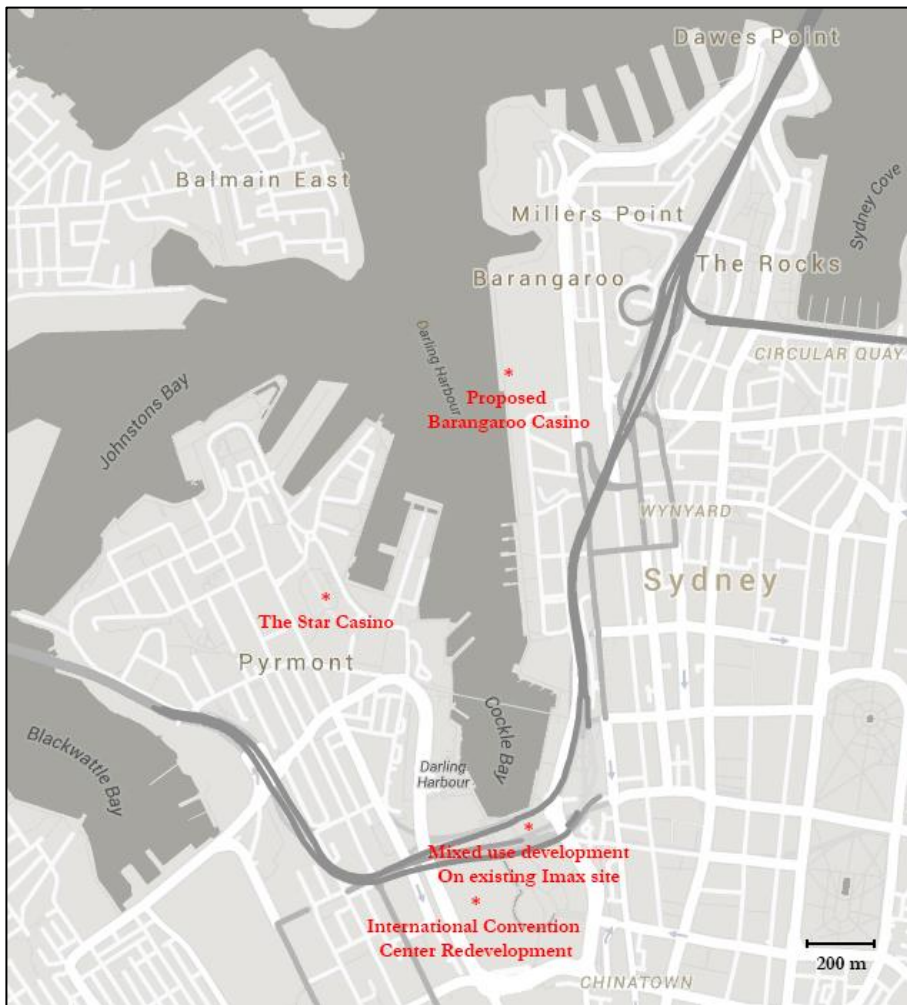 Dawes Point
Balmain East
Sydney Cove
Millers Point
The Rocks
Barangaroo
Darling Harbour
CIRCULAR QUAY
*
Proposed
Barangaroo Casino
Johnstons Bay
WYNYARD
Sydney
*
The Star Casino
Pyrmont
Cockle Bay
Blackwattle Bay
Darling
Harbour
*
Mixed use development
On existing Imax site
*
International Convention
Center Redevelopment
200 m
CHINATOWN